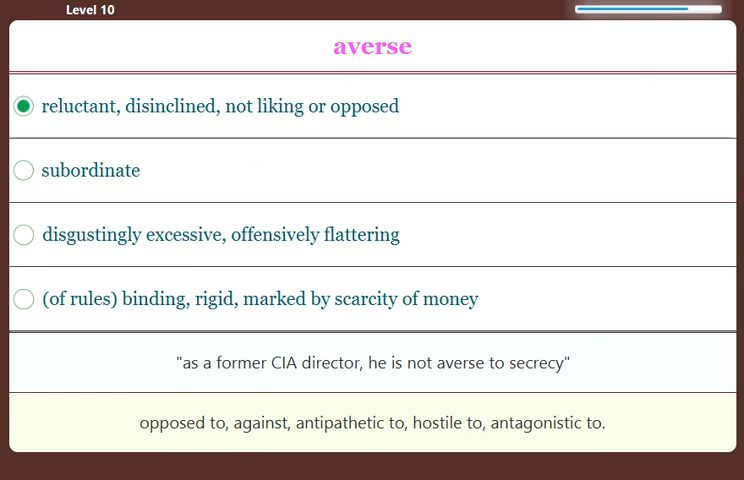 Level 10
averse
reluctant, disinclined, not liking or opposed
subordinate
disgustingly excessive, offensively flattering
(of rules) binding, rigid, marked by scarcity of money
"as a former CIA director, he is not averse to secrecy"
opposed to, against, antipathetic to, hostile to, antagonistic to.